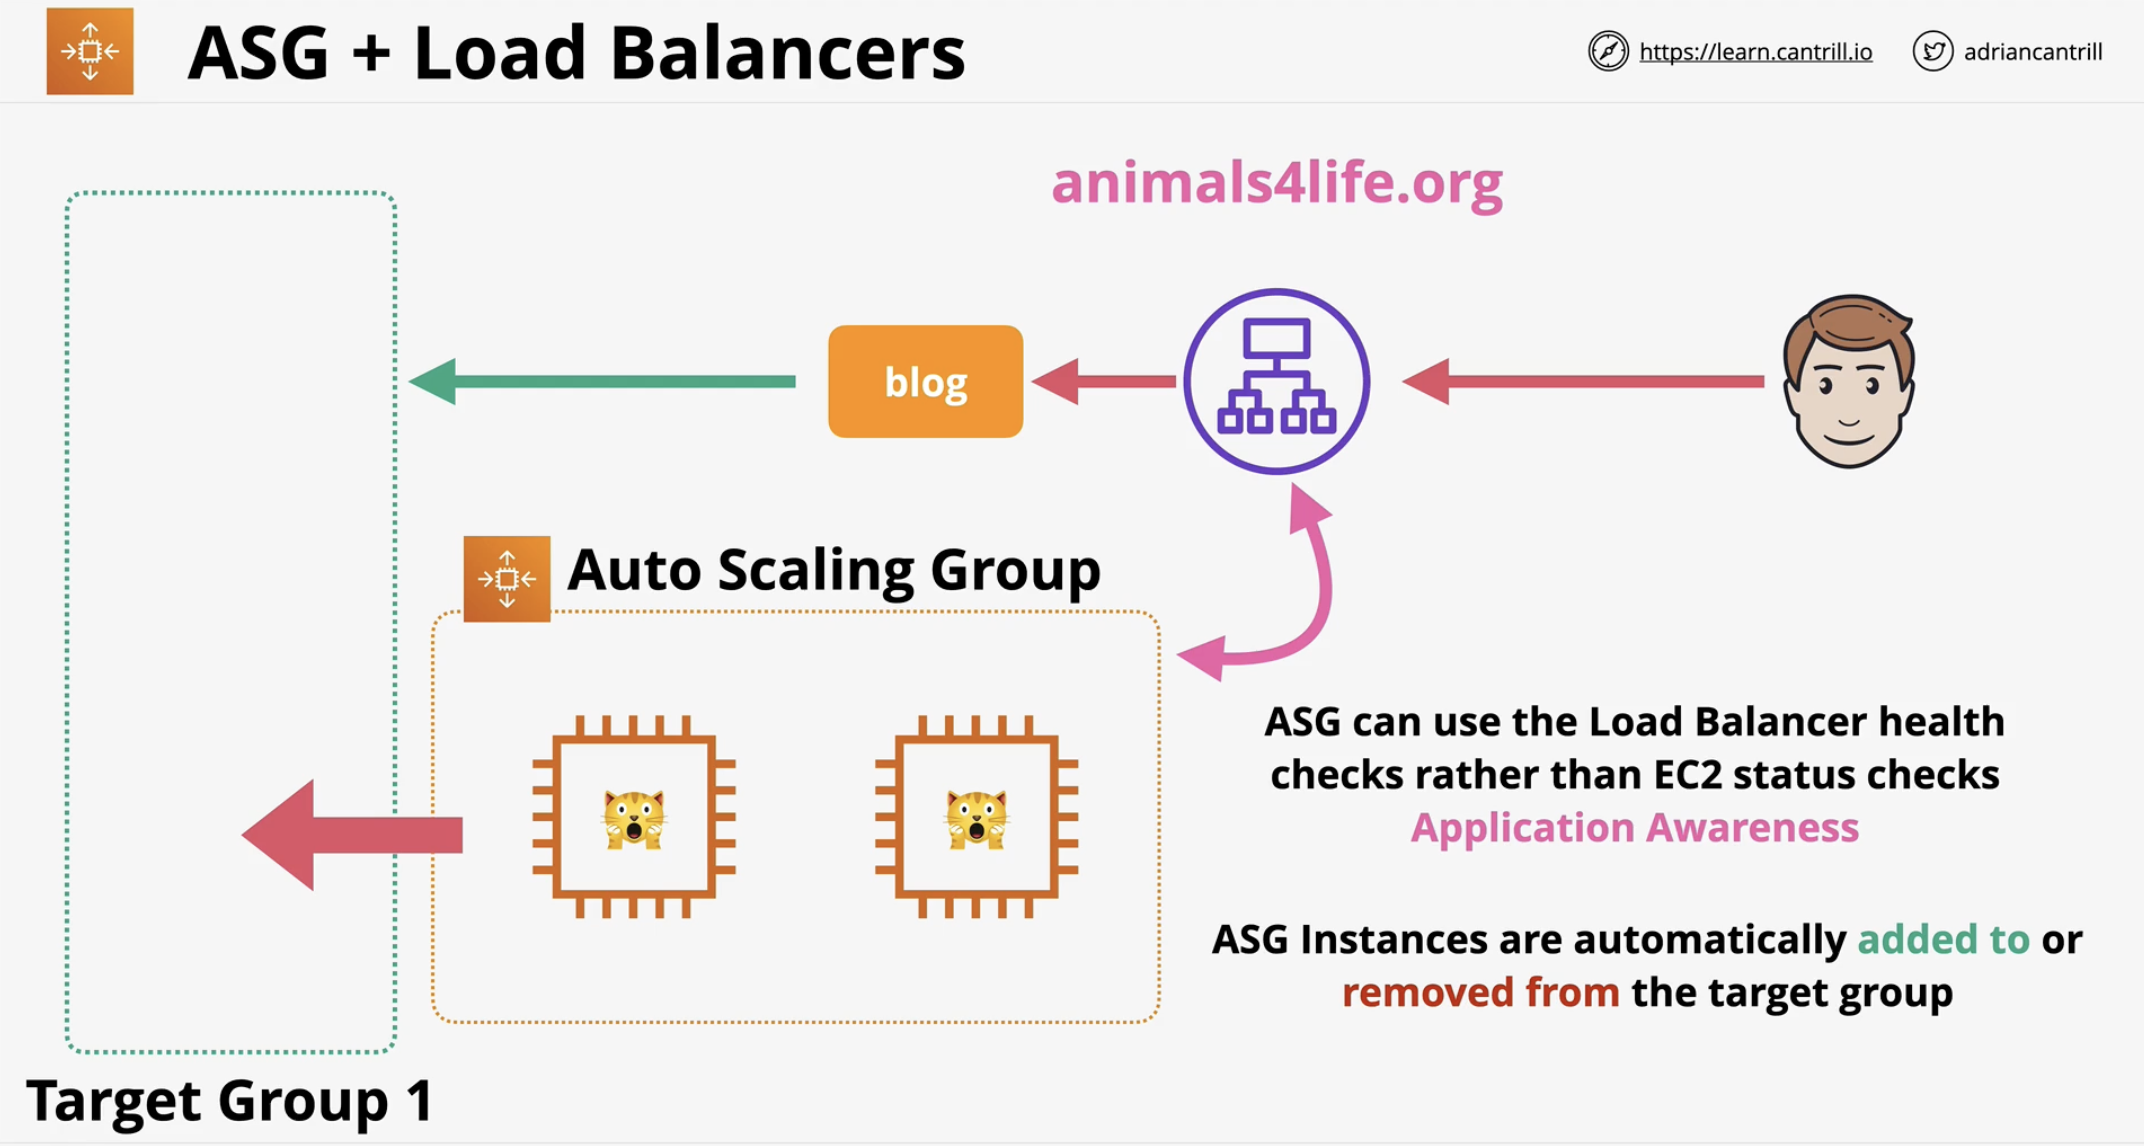 ASG + Load Balancers
https://learn.cantrill.io
adriancantrill
animals4life.org
blog
Auto Scaling Group
ASG can use the Load Balancer health
checks rather than EC2 status checks
Application Awareness
ASG Instances are automatically added to or
removed from the target group
Target Group 1